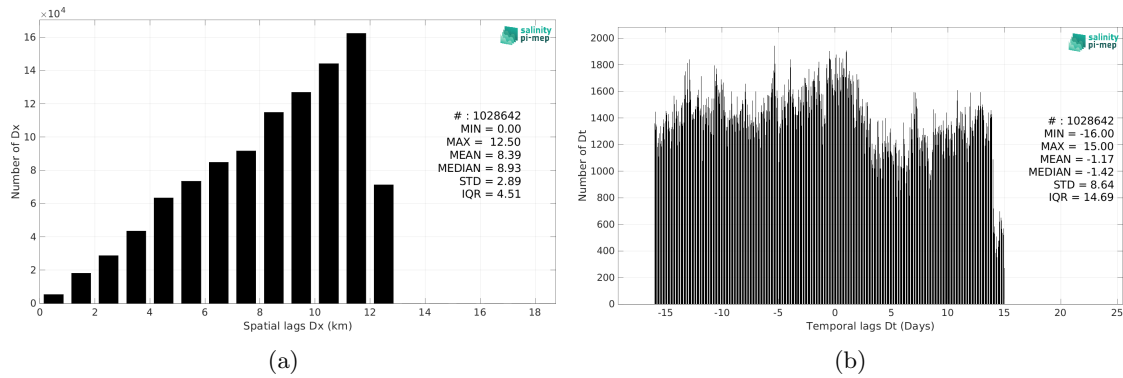 ×10⁴
16
14
12
10
8
6
4
2
0
Number of Dx
0 2 4 6 8 10 12 14 16 18
Spatial lags Dx (km)
salinity
pi-mep
# : 1028642
MIN = 0.00
MAX = 12.50
MEAN = 8.39
MEDIAN = 8.93
STD = 2.89
IQR = 4.51
(a)
2000
1800
1600
1400
1200
1000
800
600
400
200
0
Number of Dt
-15 -10 -5 0 5 10 15 20 25
Temporal lags Dt (Days)
salinity
pi-mep
# : 1028642
MIN = -16.00
MAX = 15.00
MEAN = -1.17
MEDIAN = -1.42
STD = 8.64
IQR = 14.69
(b)